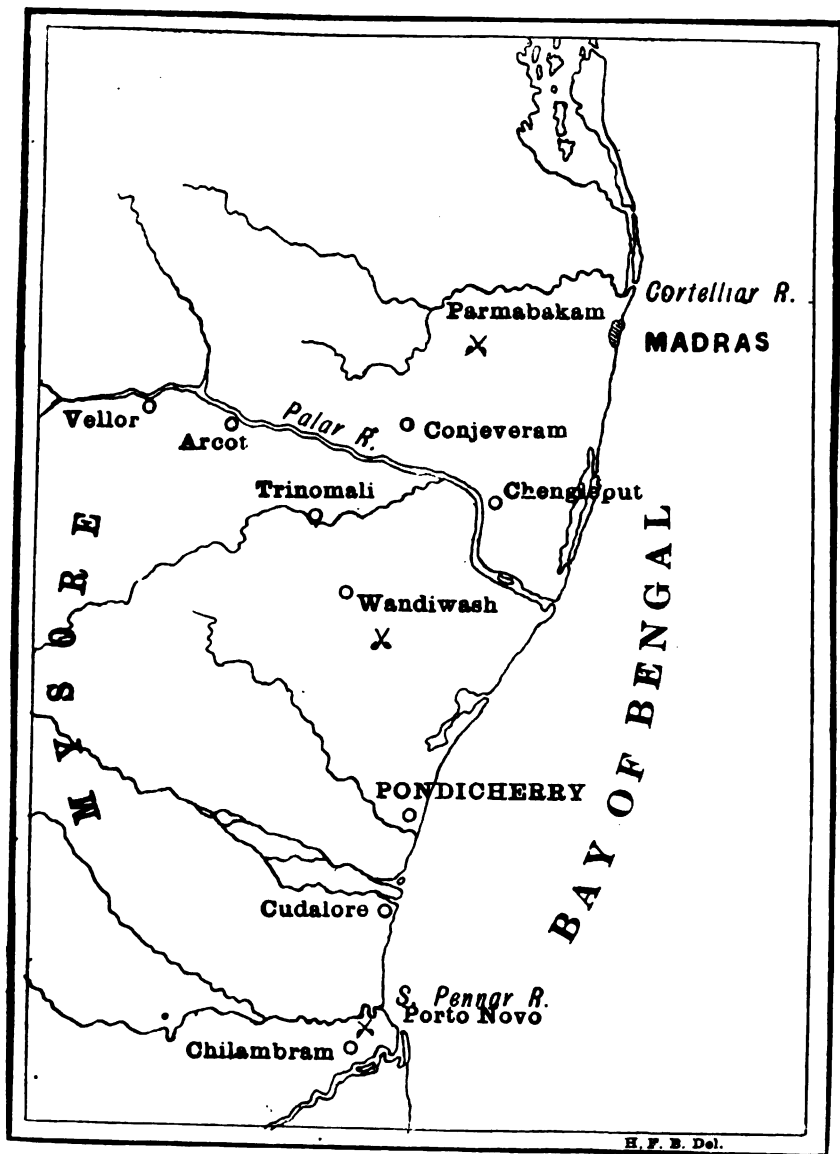 Cortelliar R.
Parmabakam
MADRAS
Vellor
Arcot
Palar R.
Conjeveram
Trinomali
Chengleput
MYSORE
Wandiwash
BAY OF BENGAL
PONDICHERRY
Cudalore
S. Pennar R.
Porto Novo
Chilambram
H. F. B. Del.